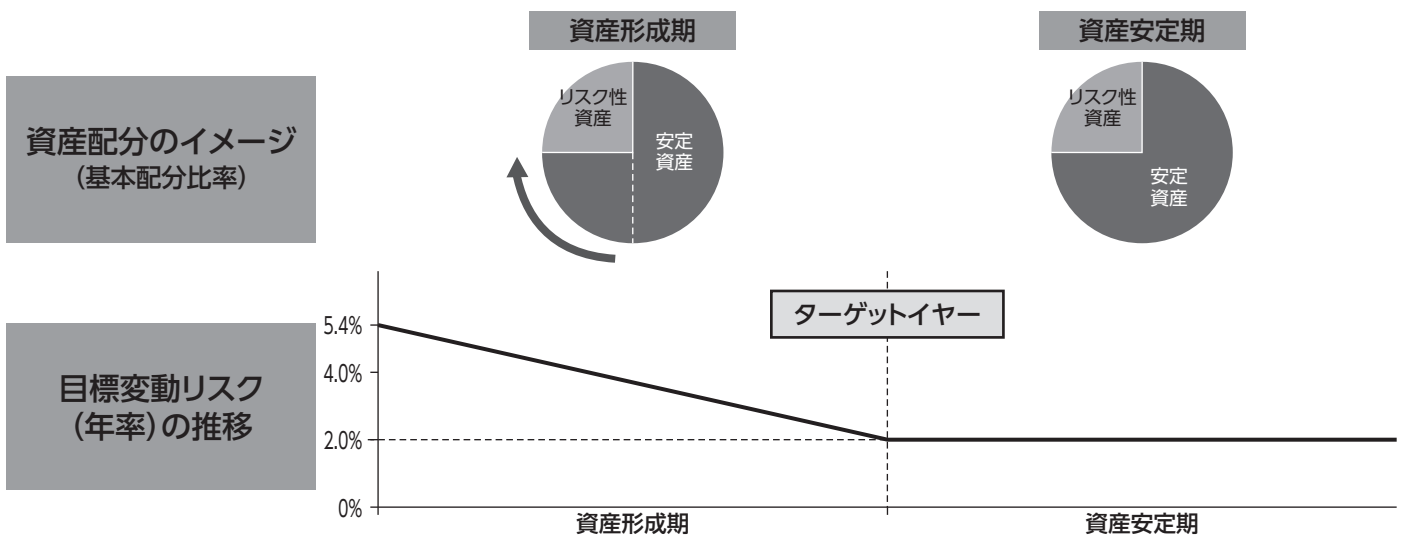 資産形成期
資産安定期
資産配分のイメージ
（基本配分比率）
リスク性
資産
安定
資産
リスク性
資産
安定
資産
目標変動リスク
（年率）の推移
ターゲットイヤー
5.4%
4.0%
2.0%
0%
資産形成期
資産安定期